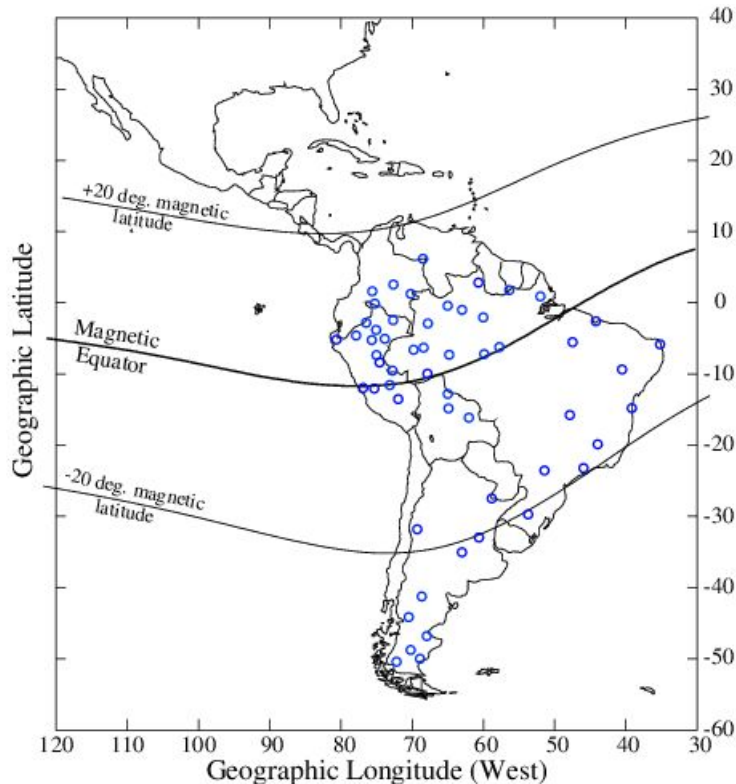 40
30
20
10
0
-10
-20
-30
-40
-50
-60
Geographic Latitude
+20 deg. magnetic
latitude
Magnetic
Equator
-20 deg. magnetic
latitude
120 110 100 90 80 70 60 50 40 30
Geographic Longitude (West)